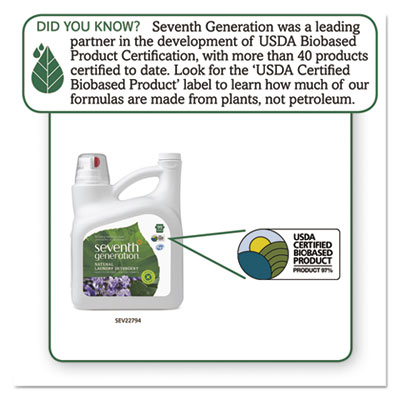 DID YOU KNOW? Seventh Generation was a leading
partner in the development of USDA Biobased
Product Certification, with more than 40 products
certified to date. Look for the 'USDA Certified
Biobased Product' label to learn how much of our
formulas are made from plants, not petroleum.
seventh
generation
NATURAL
LAUNDRY DETERGENT
USDA
CERTIFIED
BIOBASED
PRODUCT
PRODUCT 97%
SEV22794